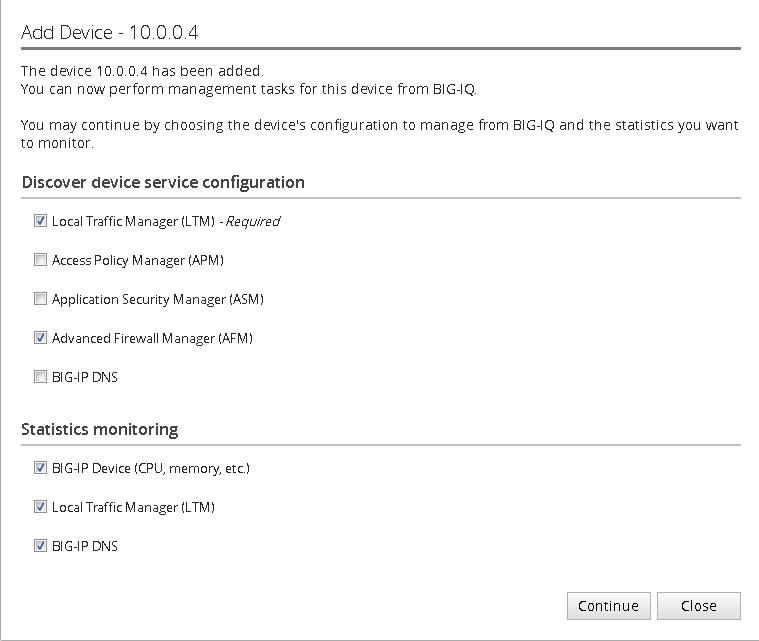 Add Device - 10.0.0.4
The device 10.0.0.4 has been added.
You can now perform management tasks for this device from BIG-IQ.
You may continue by choosing the device's configuration to manage from BIG-IQ and the statistics you want
to monitor.
Discover device service configuration
Local Traffic Manager (LTM) - Required
Access Policy Manager (APM)
Application Security Manager (ASM)
Advanced Firewall Manager (AFM)
BIG-IP DNS
Statistics monitoring
BIG-IP Device (CPU, memory, etc.)
Local Traffic Manager (LTM)
BIG-IP DNS
Continue Close